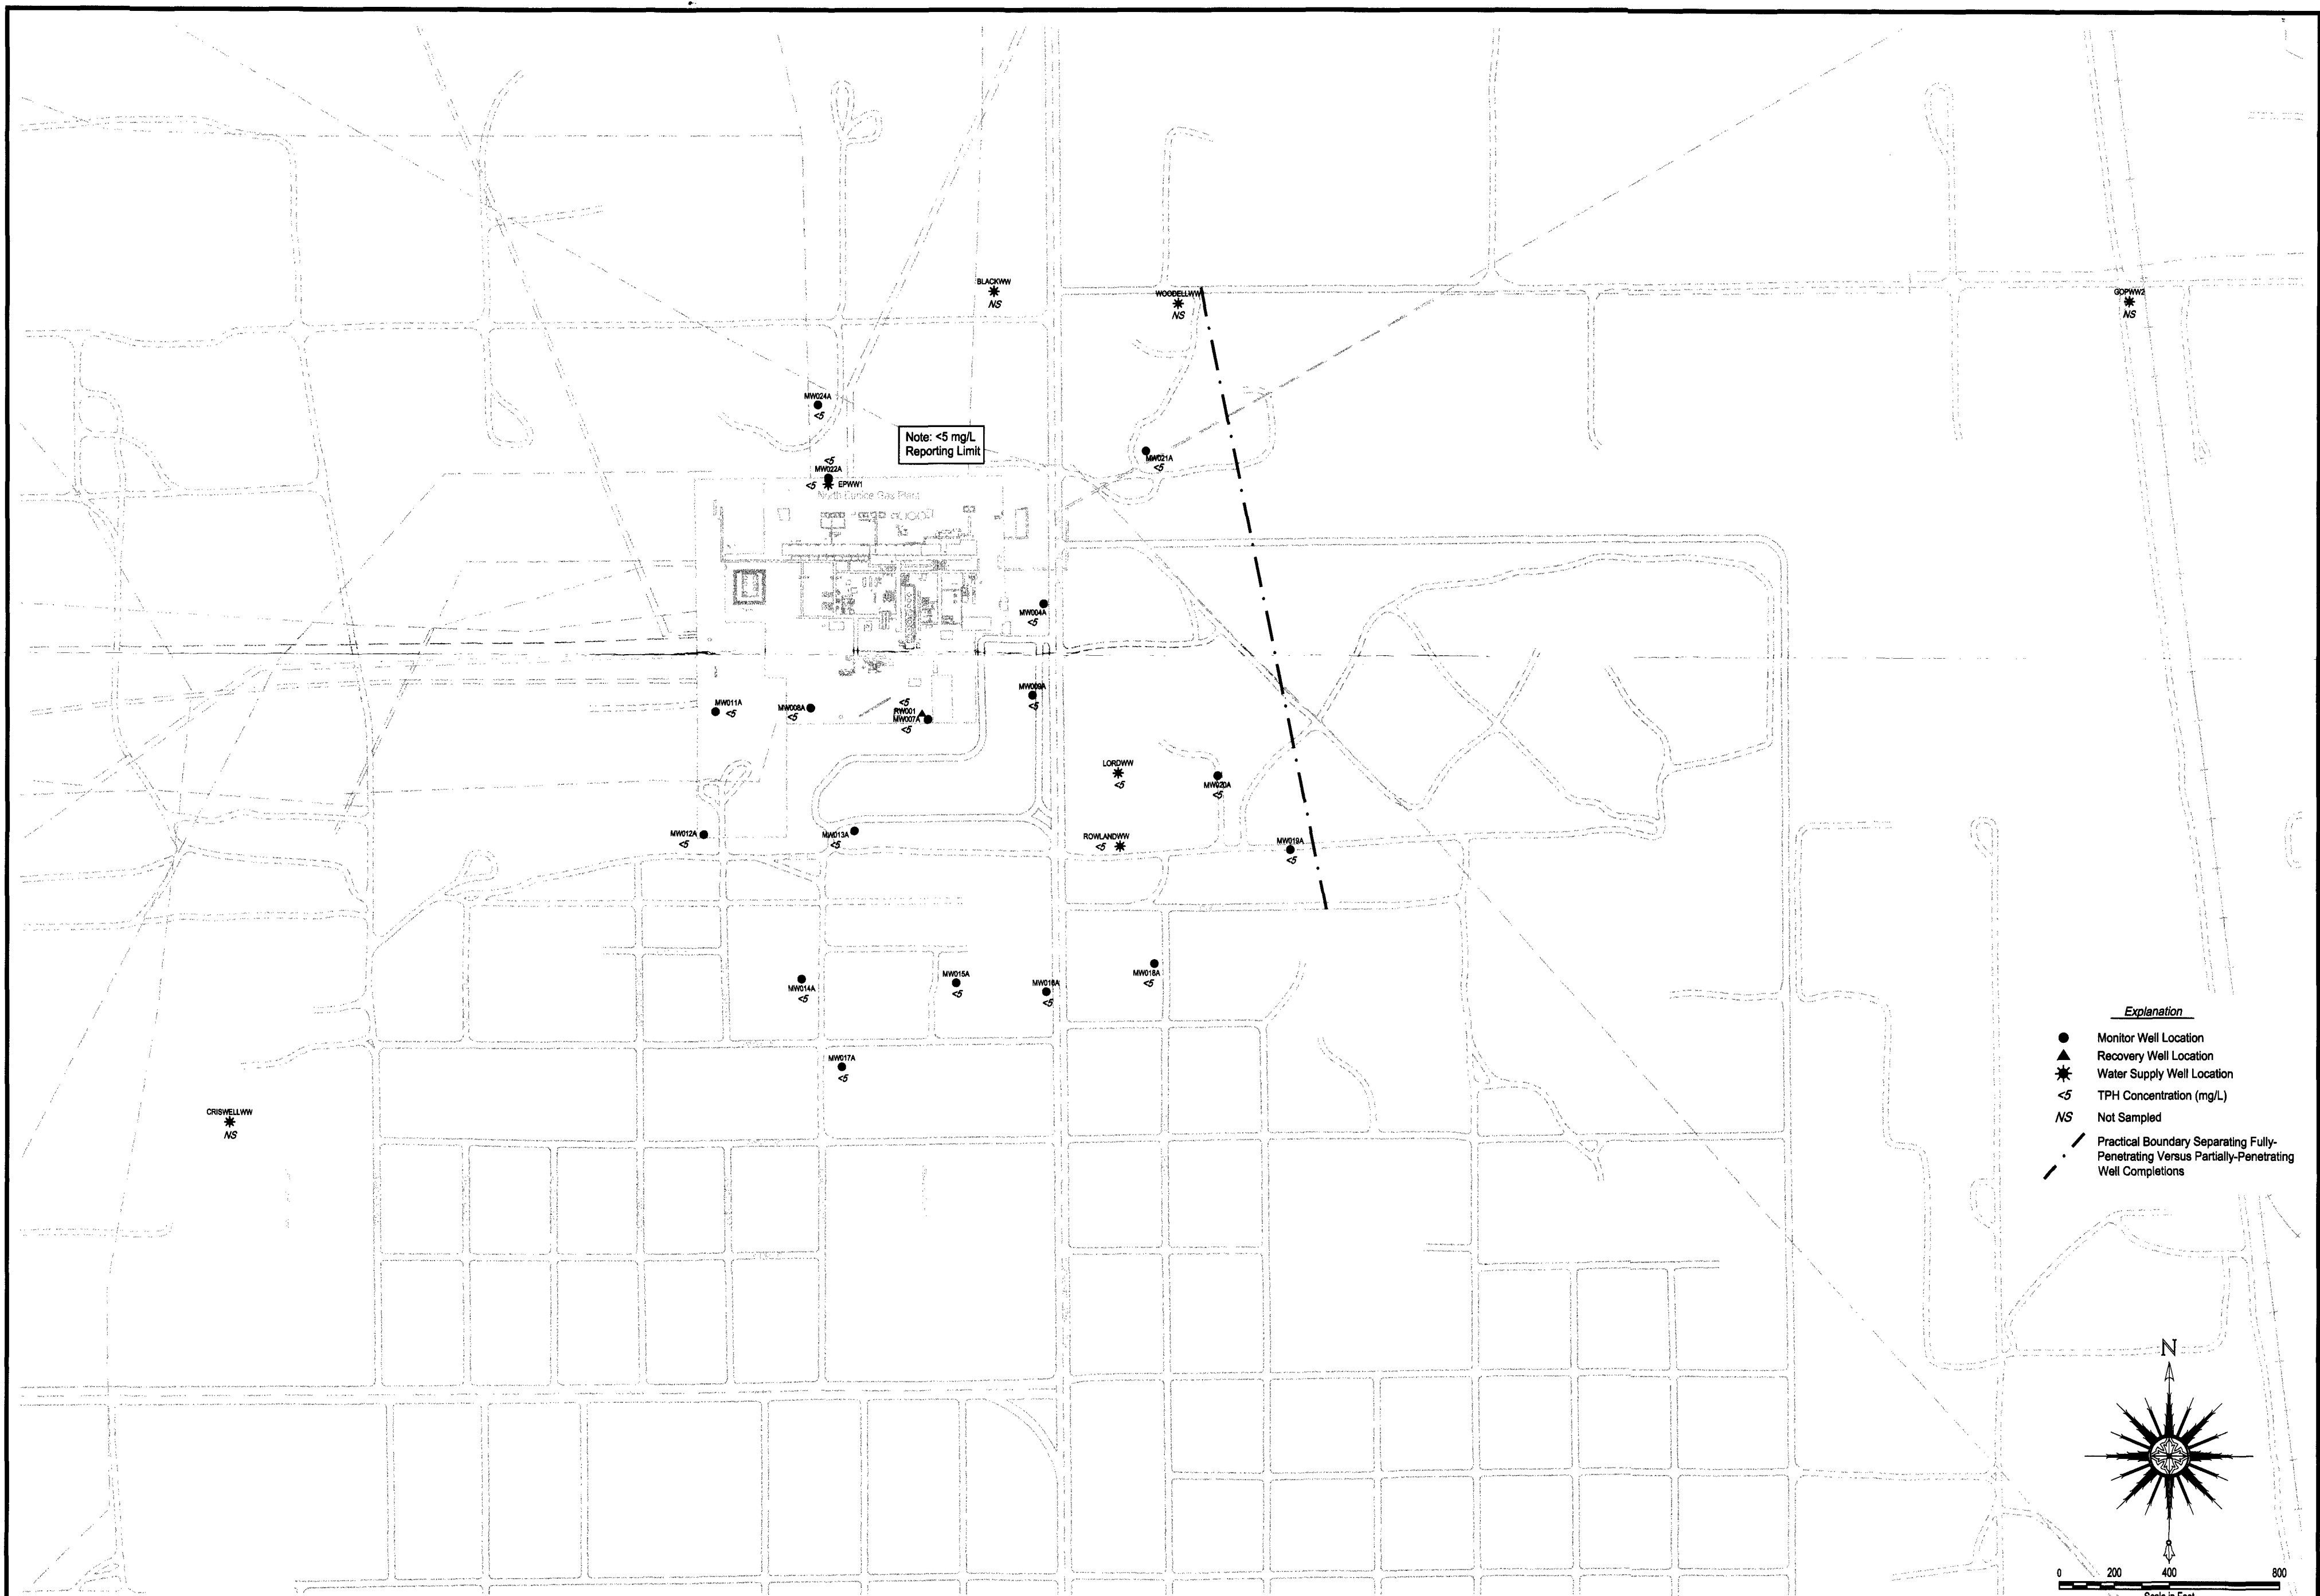 BLACKWW
NS
WOODELLWW
NS
GOPWW2
NS
MW024A
<5
Note: <5 mg/L
Reporting Limit
MW021A
<5
<5
MW022A
<5
EPWW1
North Eunice Gas Plant
MW004A
<5
MW009A
<5
MW011A
<5
MW008A
<5
<5
RW001
MW007A
<5
LORDWW
<5
MW020A
<5
MW012A
<5
MW013A
<5
ROWLANDWW
<5
MW019A
<5
MW014A
<5
MW015A
<5
MW016A
<5
MW018A
<5
MW017A
<5
CRISWELLWW
NS
Explanation
Monitor Well Location
Recovery Well Location
Water Supply Well Location
<5 TPH Concentration (mg/L)
NS Not Sampled
Practical Boundary Separating Fully-
Penetrating Versus Partially-Penetrating
Well Completions
N
0 200 400 800
Scale in Feet